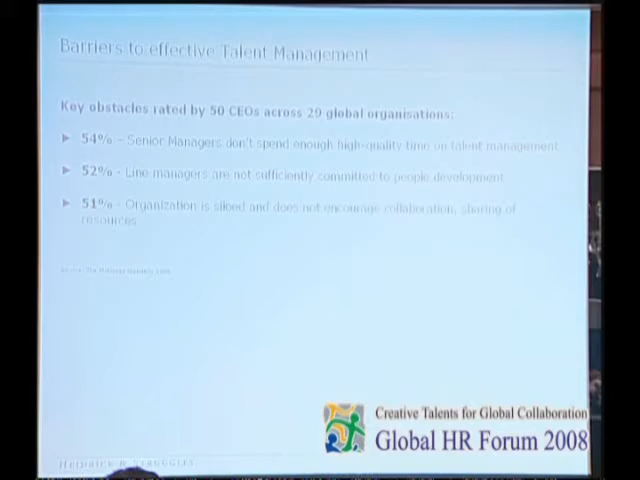 Barriers to effective Talent Management
Key obstacles rated by 50 CEOs across 29 global organisations:
54% – Senior Managers don't spend enough high-quality time on talent management
52% - Line managers are not sufficiently committed to people development
51% - Organization is siloed and does not encourage collaboration, sharing of
resources
Creative Talents for Global Collaboration
Global HR Forum 2008
HEIDRICK & STRUGGLES